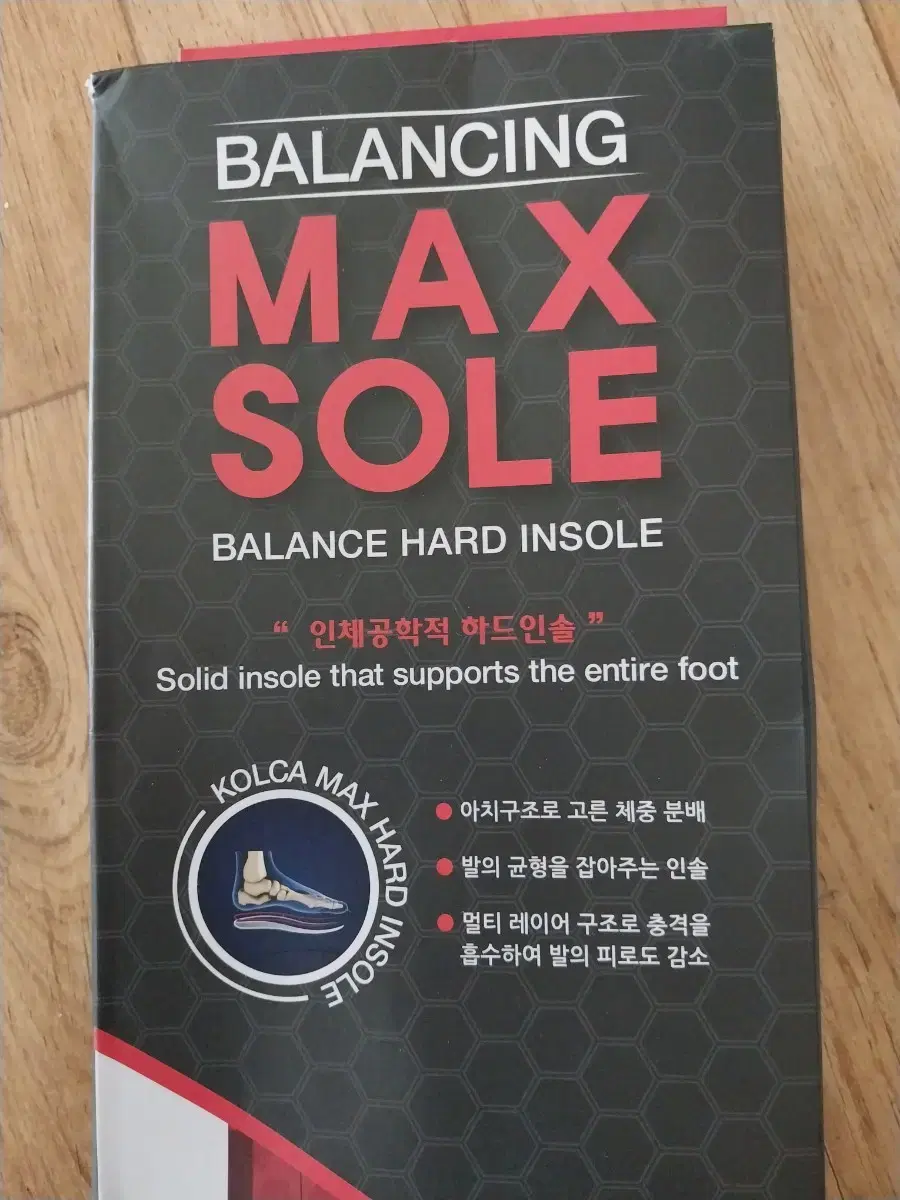 BALANCING
MAX
SOLE
BALANCE HARD INSOLE
“ 인체공학적 하드인솔 ”
Solid insole that supports the entire foot
KOLCA MAX HARD INSOLE
● 아치구조로 고른 체중 분배
● 발의 균형을 잡아주는 인솔
● 멀티 레이어 구조로 충격을
흡수하여 발의 피로도 감소